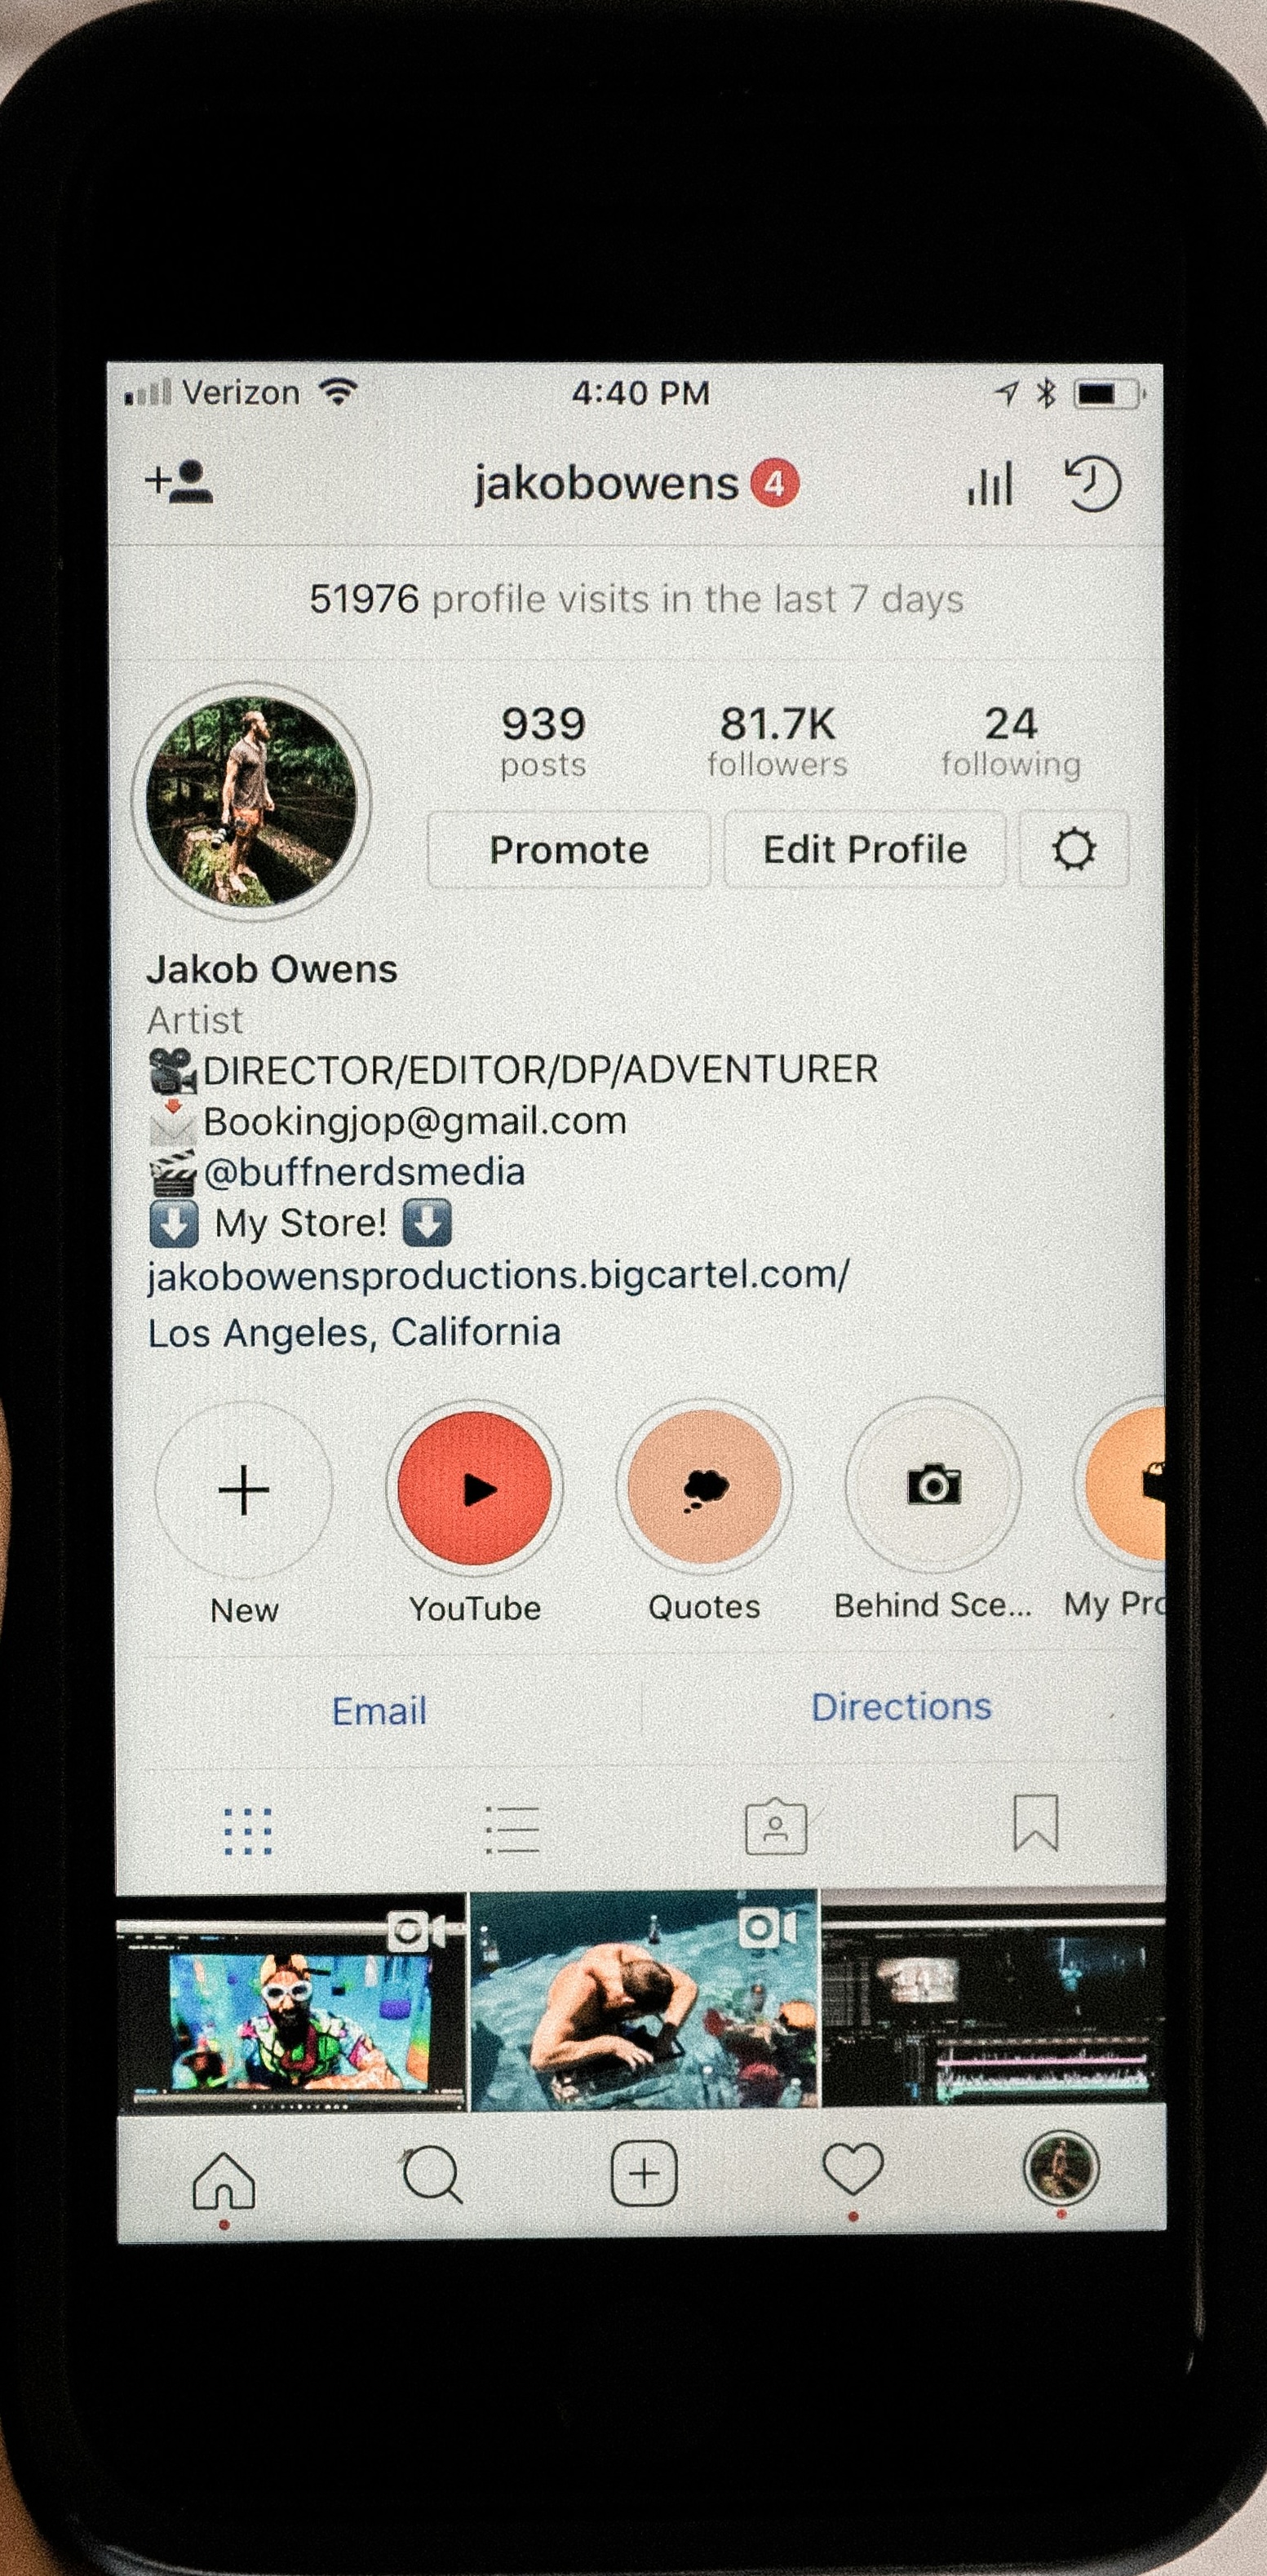 Verizon 4:40 PM
jakobowens 4
51976 profile visits in the last 7 days
939 81.7K 24
posts followers following
Promote Edit Profile
Jakob Owens
Artist
🎥DIRECTOR/EDITOR/DP/ADVENTURER
📩Bookingjop@gmail.com
🎬@buffnerdsmedia
⬇️ My Store! ⬇️
jakobowensproductions.bigcartel.com/
Los Angeles, California
New YouTube Quotes Behind Sce... My Pro
Email Directions